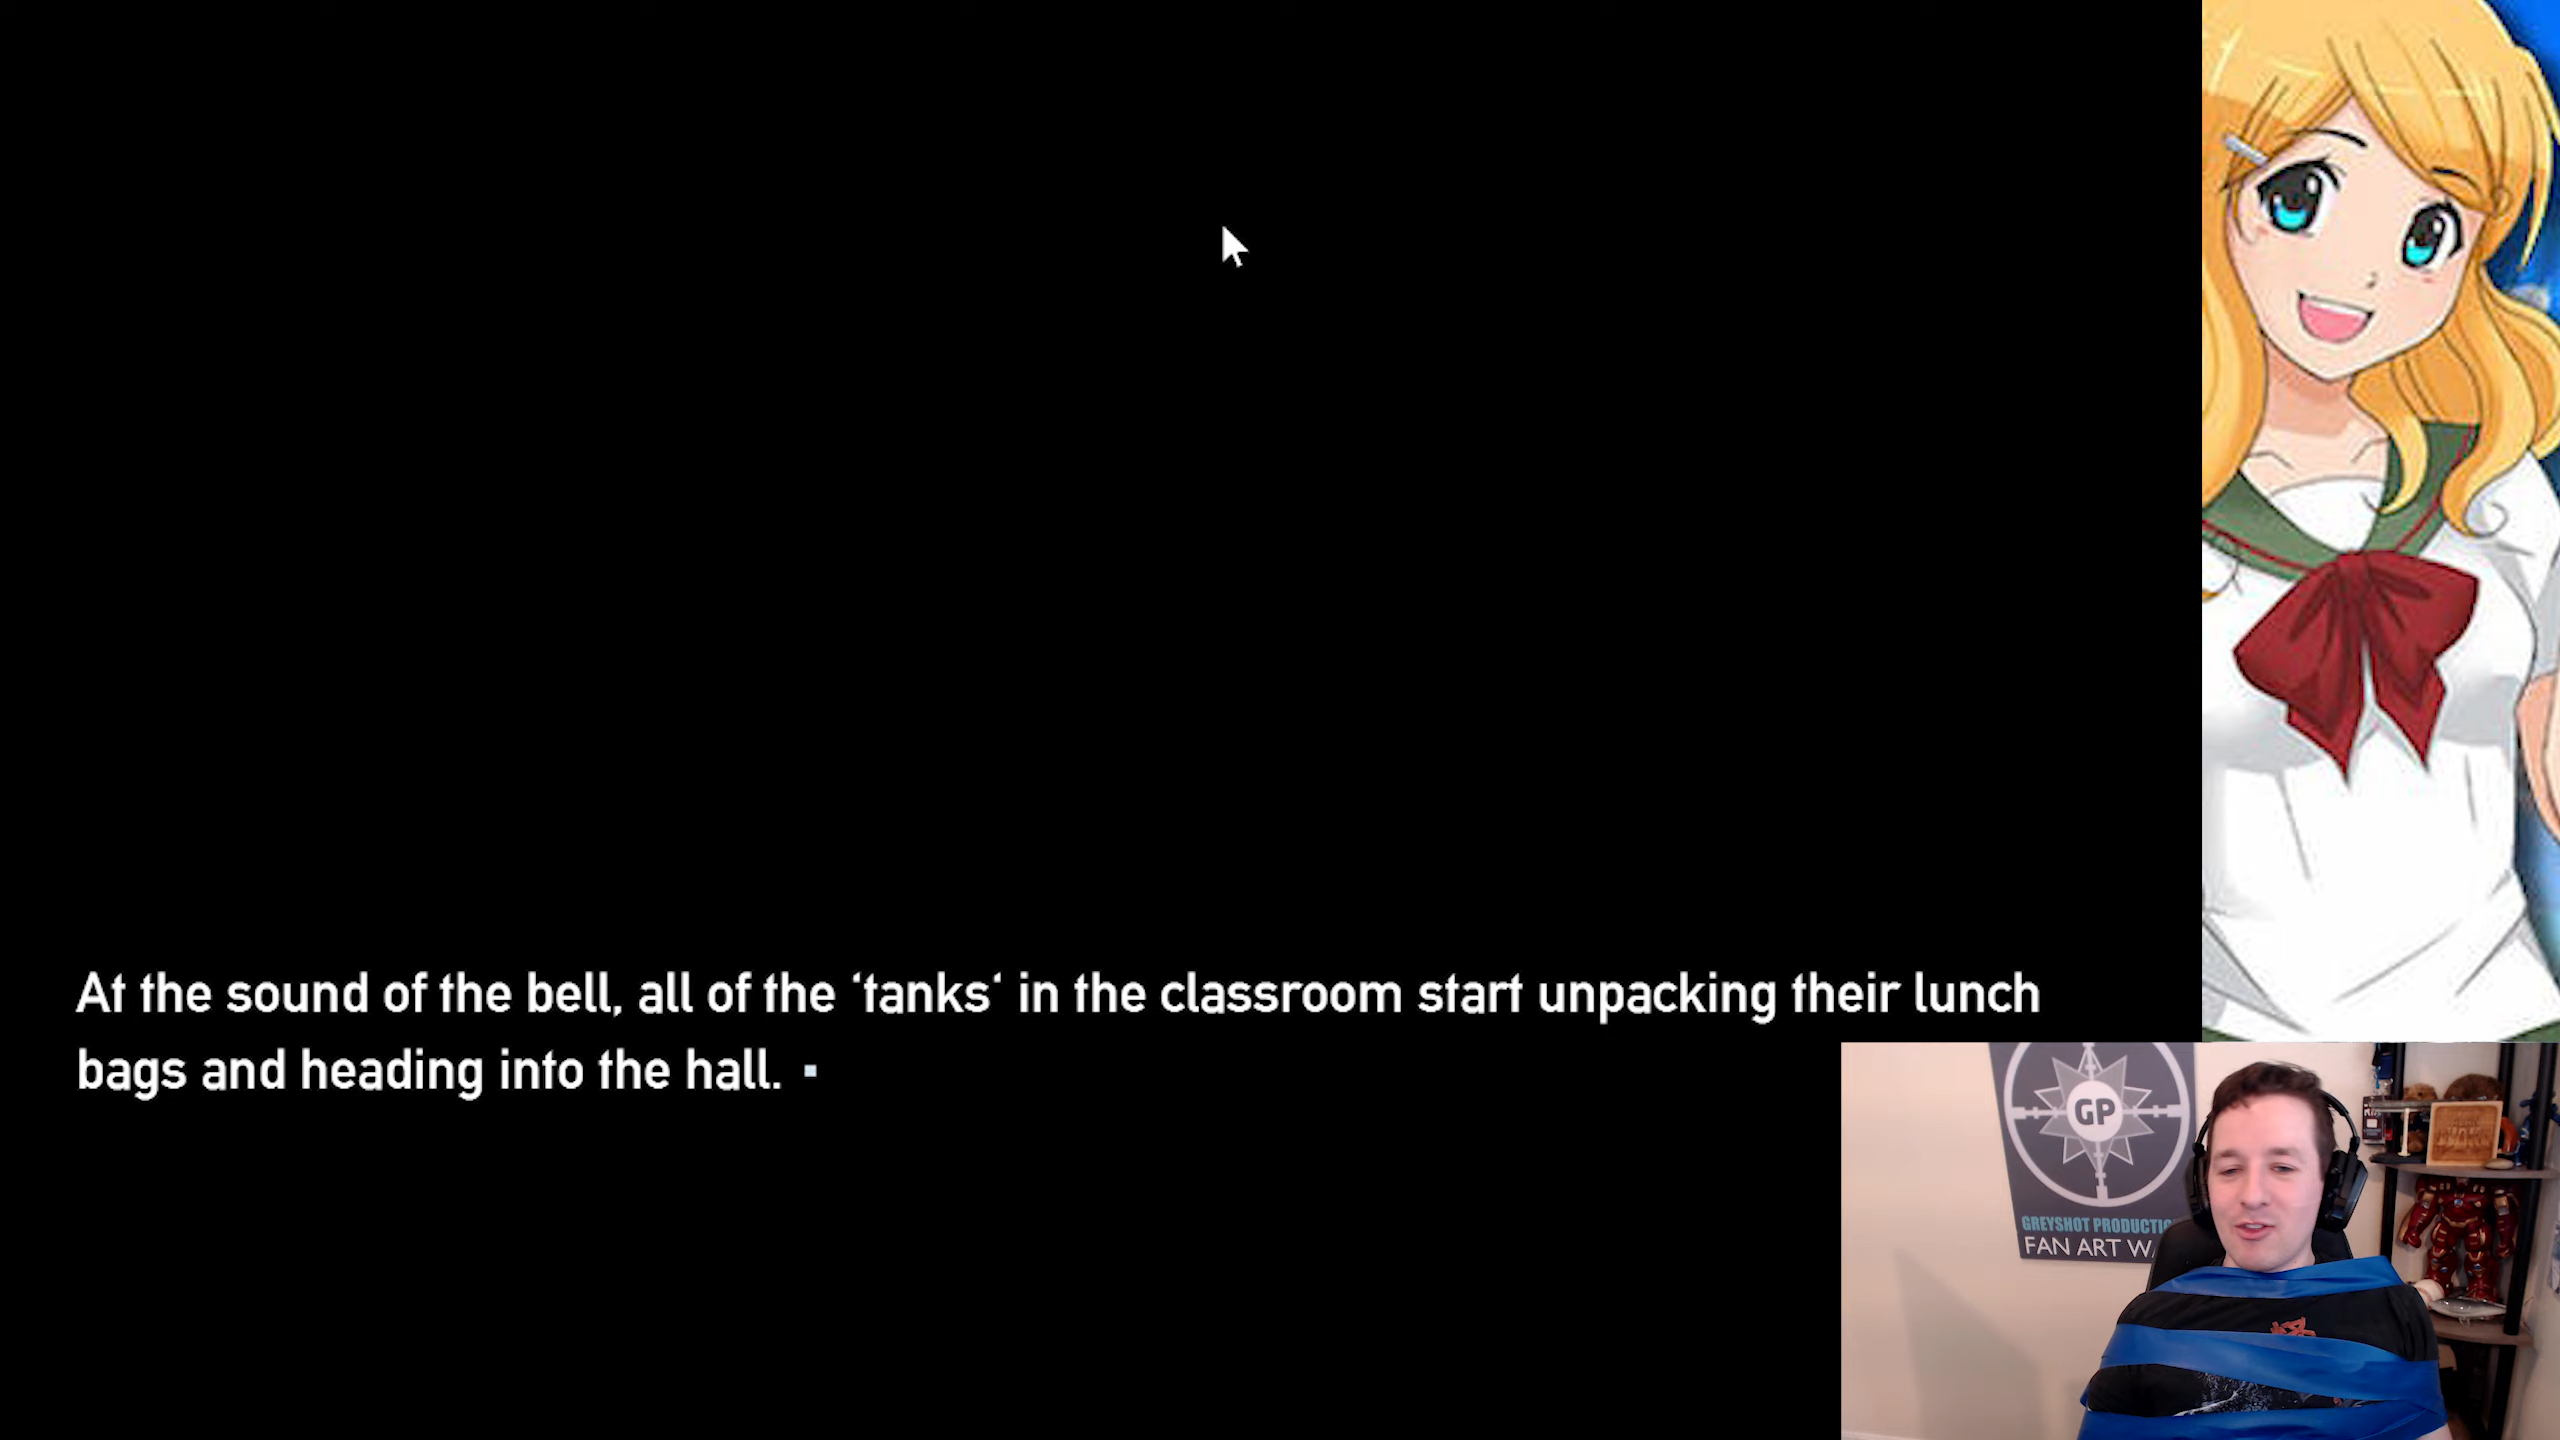 At the sound of the bell, all of the ‘tanks‘ in the classroom start unpacking their lunch
bags and heading into the hall.
GP
GREYSHOT PRODUCTIO
FAN ART W